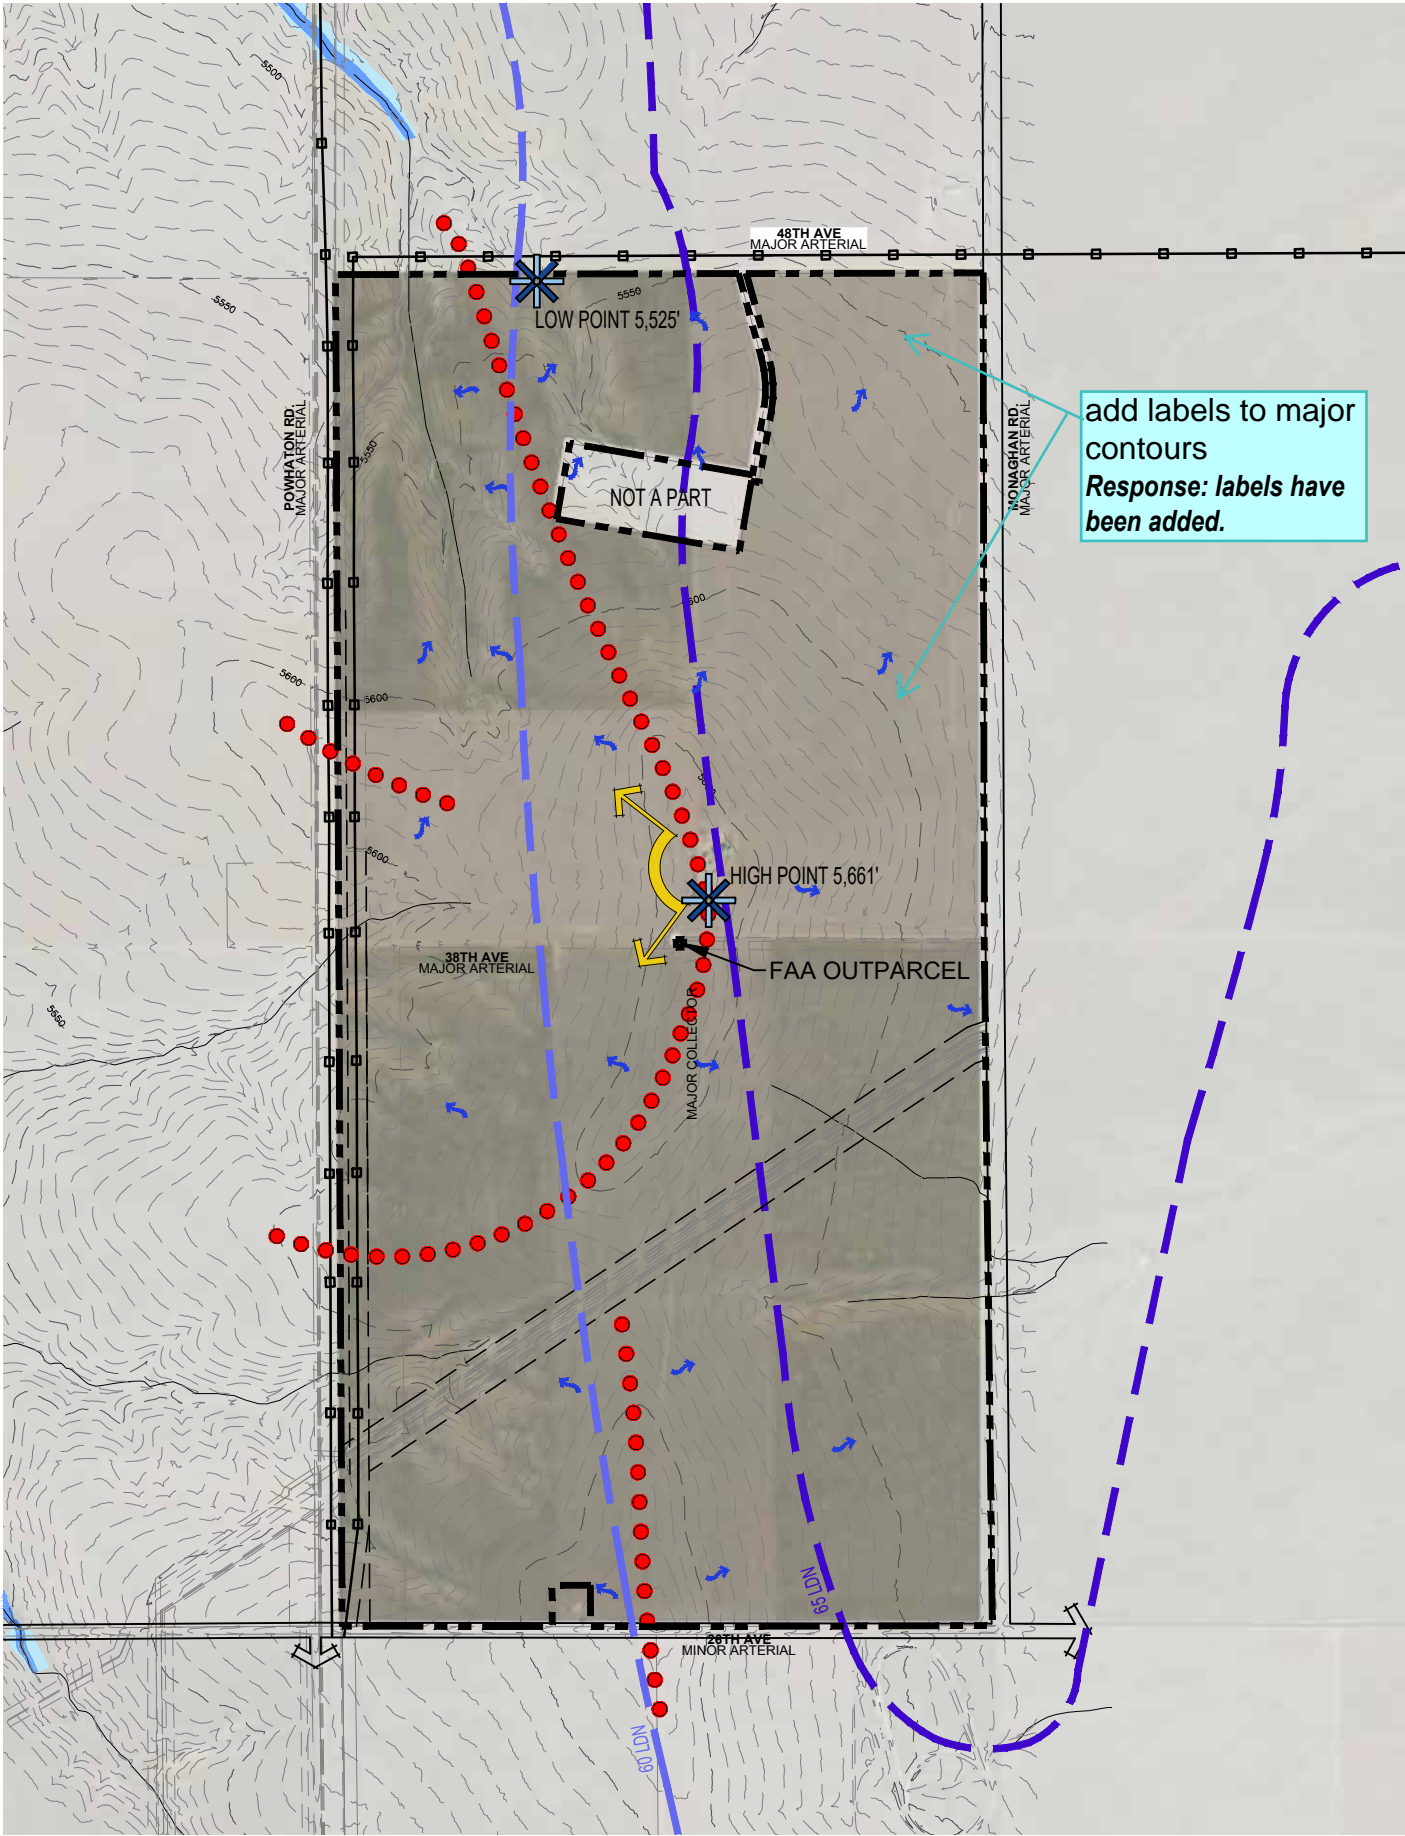 5500
48TH AVE
MAJOR ARTERIAL
5550
5550
LOW POINT 5,525'
POWHATON RD.
MAJOR ARTERIAL
5550
MONAGHAN RD.
MAJOR ARTERIAL
add labels to major
contours
Response: labels have
been added.
NOT A PART
5600
5600
HIGH POINT 5,661'
5600
38TH AVE
MAJOR ARTERIAL
FAA OUTPARCEL
5550
MAJOR COLLECTOR
65 LDN
26TH AVE
MINOR ARTERIAL
60 LDN